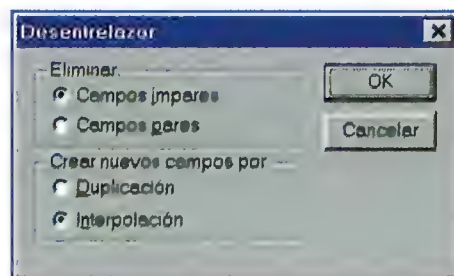 Desentrelazar
Eliminar
Campos impares
Campos pares
OK
Cancelar
Crear nuevos campos por
Duplicación
Interpolación